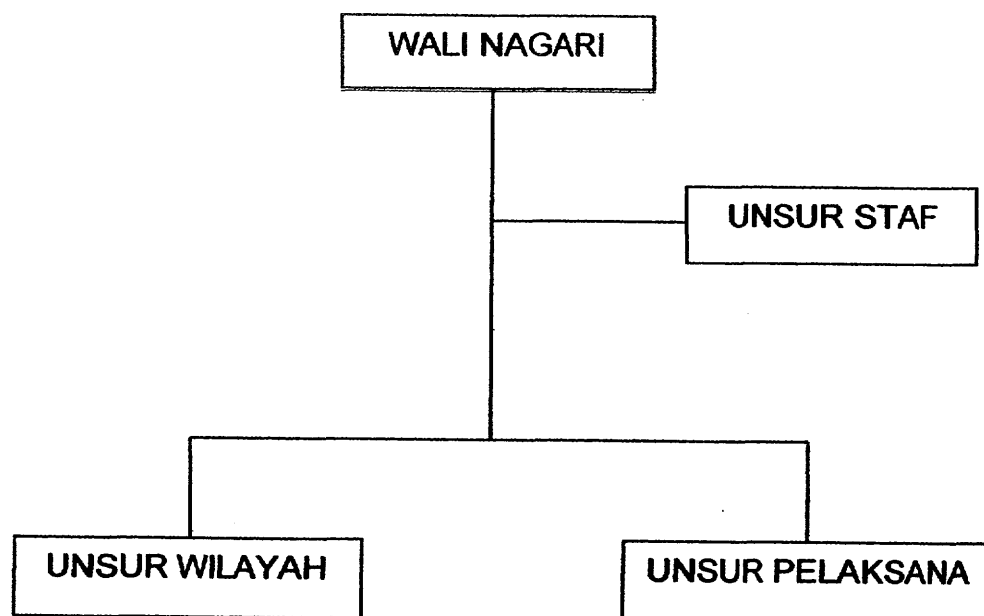 WALI NAGARI
UNSUR STAF
UNSUR WILAYAH
UNSUR PELAKSANA